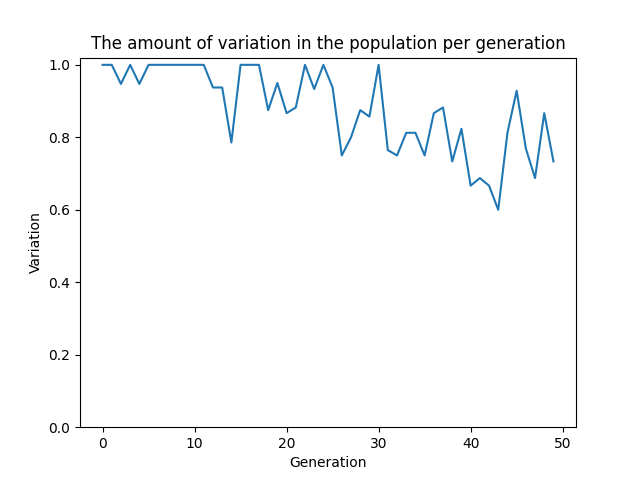 The amount of variation in the population per generation
1.0
0.8
0.6
0.4
0.2
0.0
Variation
0 10 20 30 40 50
Generation